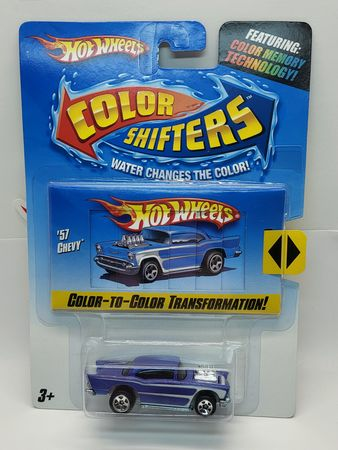 Hot Wheels
FEATURING:
COLOR MEMORY
TECHNOLOGY!
COLOR
SHIFTERS™
WATER CHANGES THE COLOR!
Hot Wheels
'57
CHEVY
COLOR-TO-COLOR TRANSFORMATION!
3+